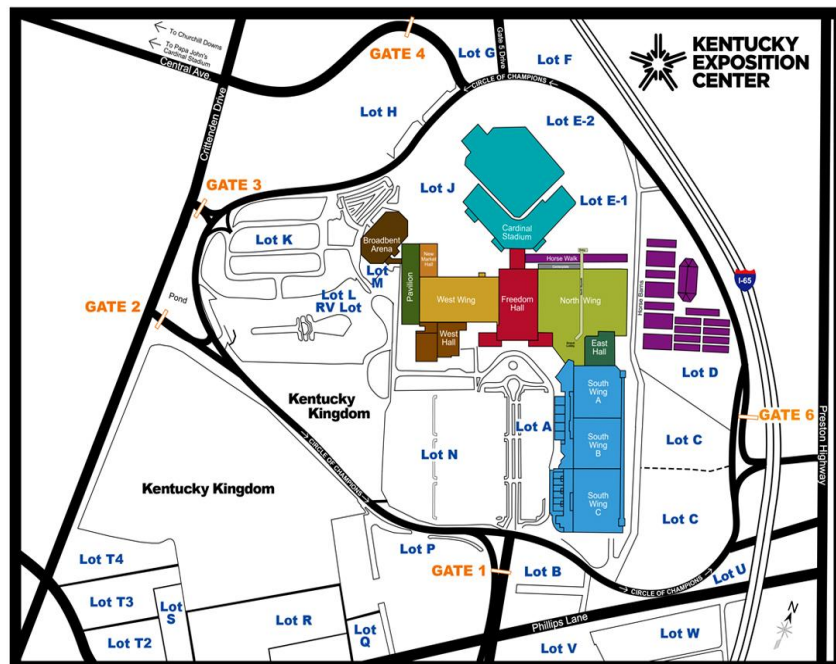 To Churchill Downs
To Papa John's
Cardinal Stadium
Central Ave.
GATE 4
Lot G
Gate 5 Drive
Lot F
KENTUCKY
EXPOSITION
CENTER
CIRCLE OF CHAMPIONS
Crittenden Drive
Lot H
Lot E-2
GATE 3
Lot J
Lot E-1
Lot K
Broadbent
Arena
Cardinal
Stadium
New
Market
Hall
Horse Walk
Lot
M
Pavilion
I-65
Pond
Lot L
RV Lot
West Wing
Freedom
Hall
North Wing
Horse Barns
GATE 2
West
Hall
East
Hall
Lot D
Kentucky
Kingdom
South
Wing
A
Lot A
GATE 6
Preston Highway
Lot N
South
Wing
B
Lot C
Kentucky Kingdom
CIRCLE OF CHAMPIONS
South
Wing
C
Lot C
Lot P
Lot T4
GATE 1
Lot B
CIRCLE OF CHAMPIONS
Lot U
Lot T3
Lot
S
Lot R
Phillips Lane
N
Lot T2
Lot
Q
Lot V
Lot W